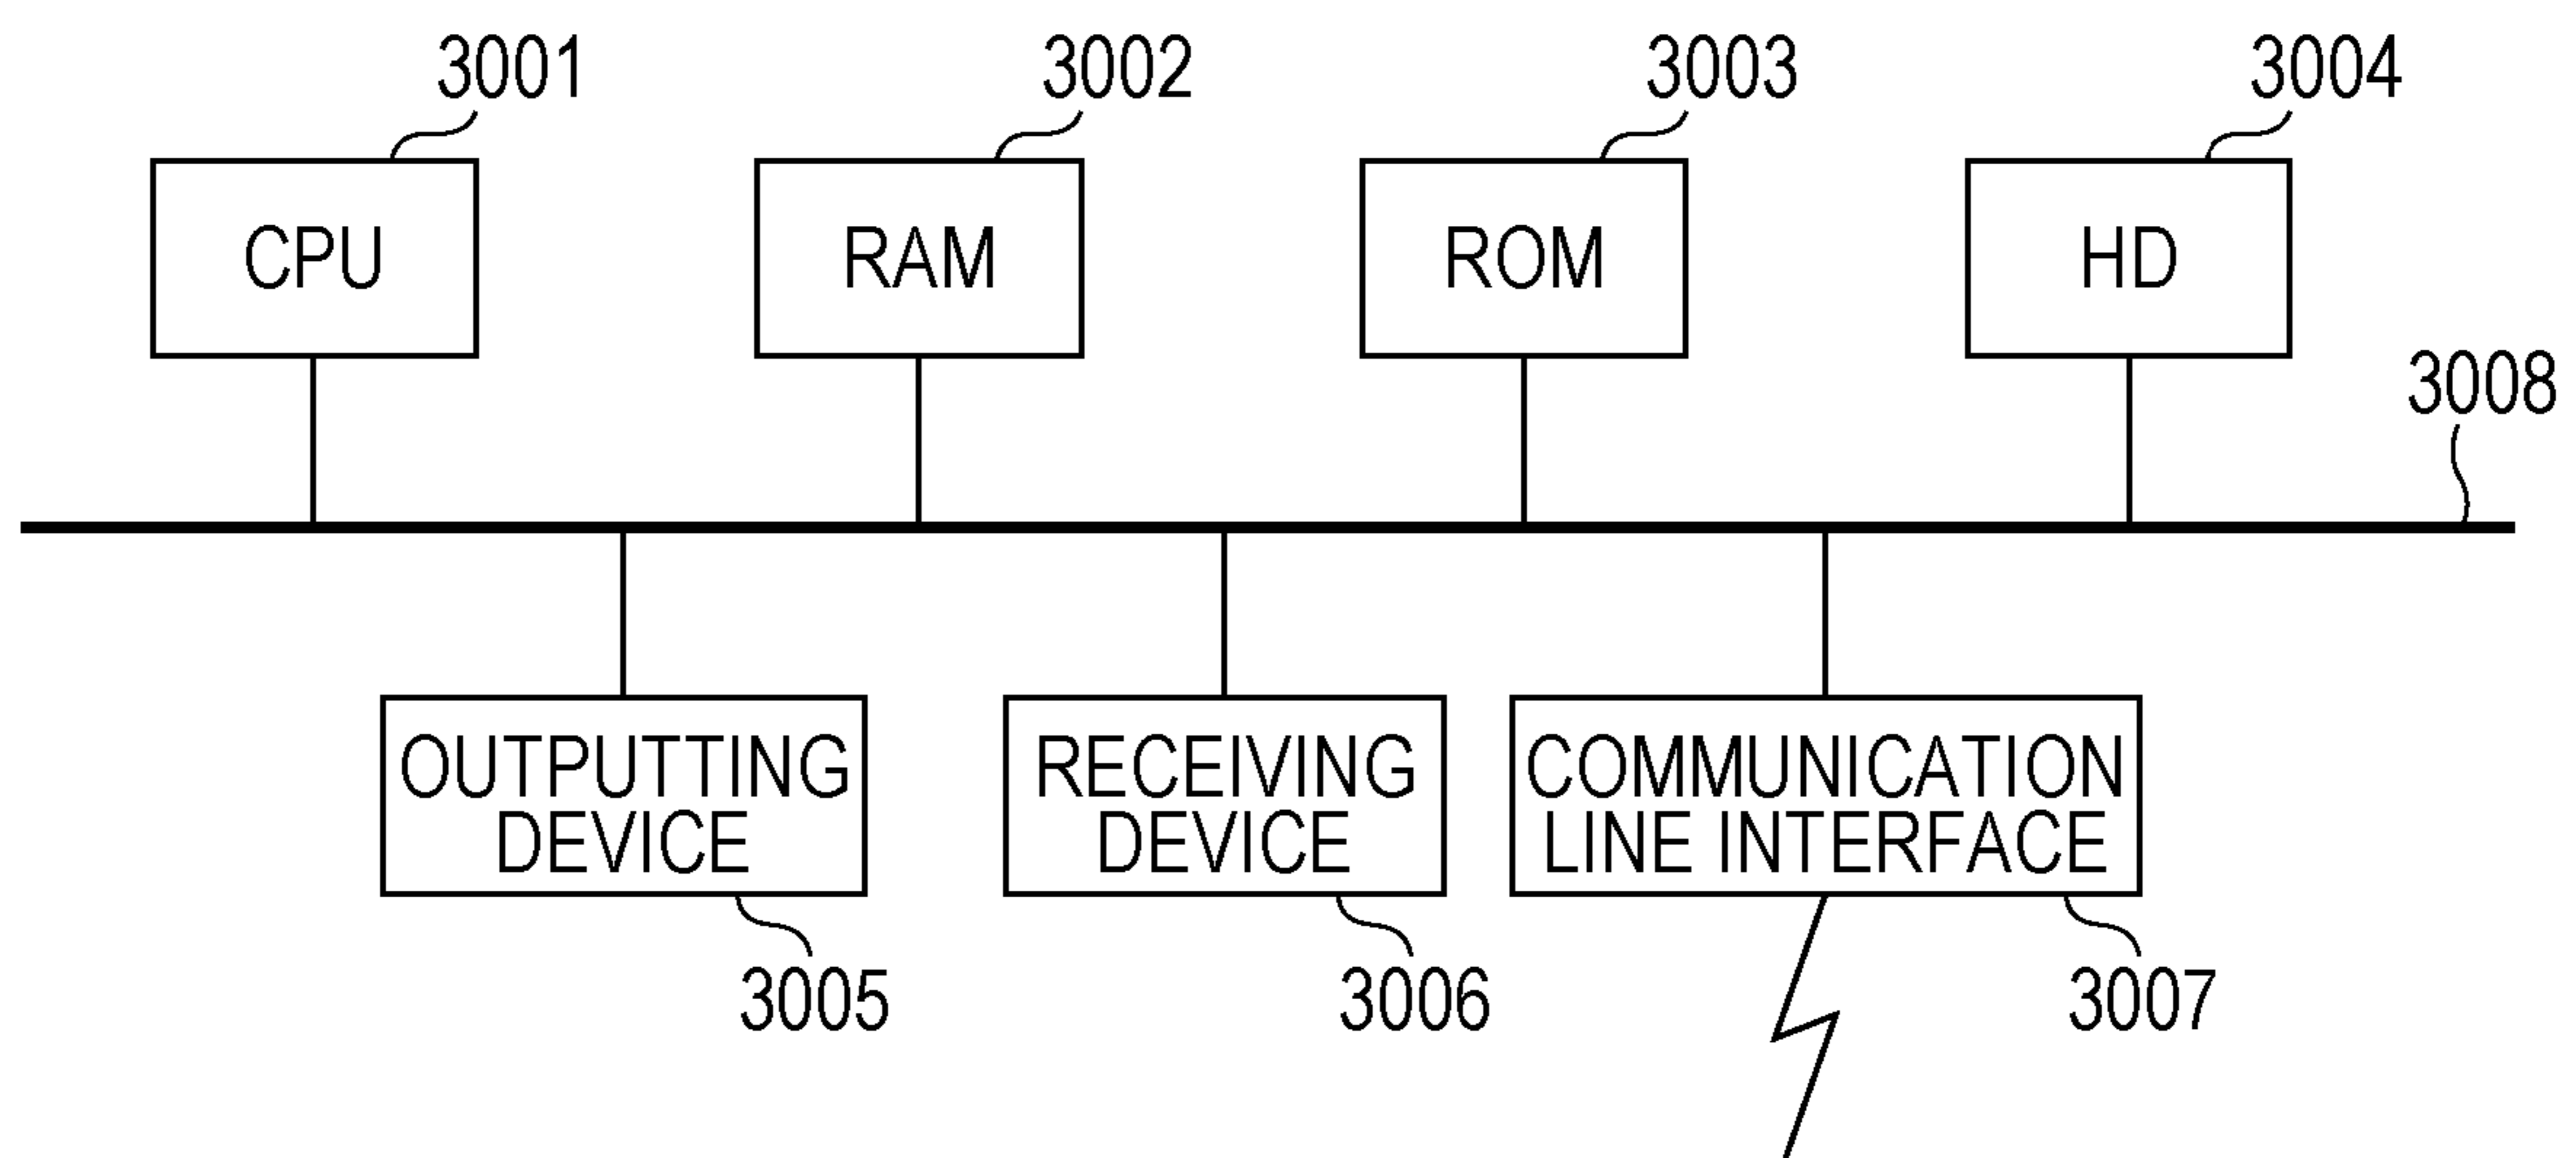 3001
3002
3003
3004
CPU
RAM
ROM
HD
3008
OUTPUTTING
DEVICE
RECEIVING
DEVICE
COMMUNICATION
LINE INTERFACE
3005
3006
3007